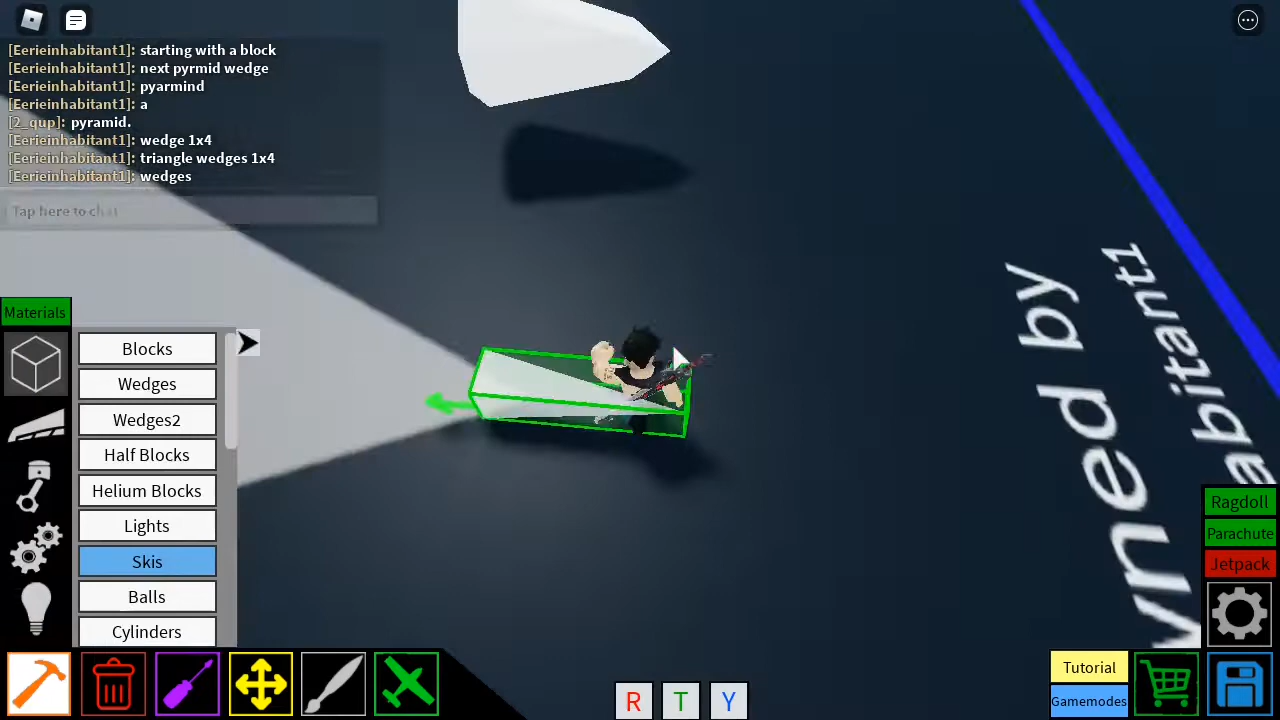 [Eerieinhabitant1]: starting with a block
[Eerieinhabitant1]: next pyrmid wedge
[Eerieinhabitant1]: pyarmind
[Eerieinhabitant1]: a
[2_qup]: pyramid.
[Eerieinhabitant1]: wedge 1x4
[Eerieinhabitant1]: triangle wedges 1x4
[Eerieinhabitant1]: wedges
Tap here to chat
Materials
Blocks
Wedges
Wedges2
Half Blocks
Helium Blocks
Lights
Skis
Balls
Cylinders
wned by
abitant1
Ragdoll
Parachute
Jetpack
Tutorial
Gamemodes
R T Y